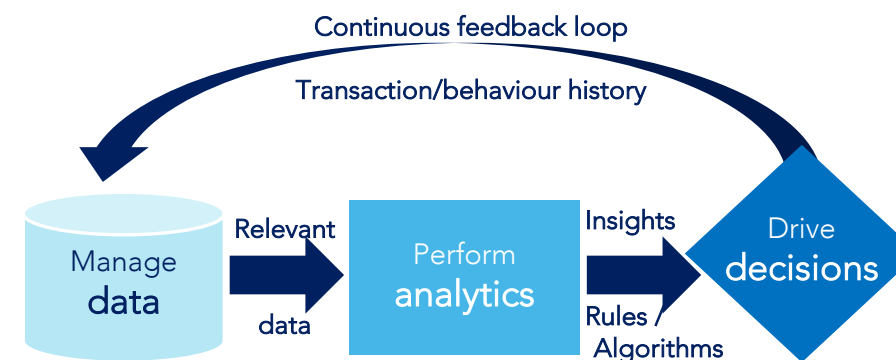 Continuous feedback loop
Transaction/behaviour history
Manage
data
Relevant
data
Perform
analytics
Insights
Rules /
Algorithms
Drive
decisions